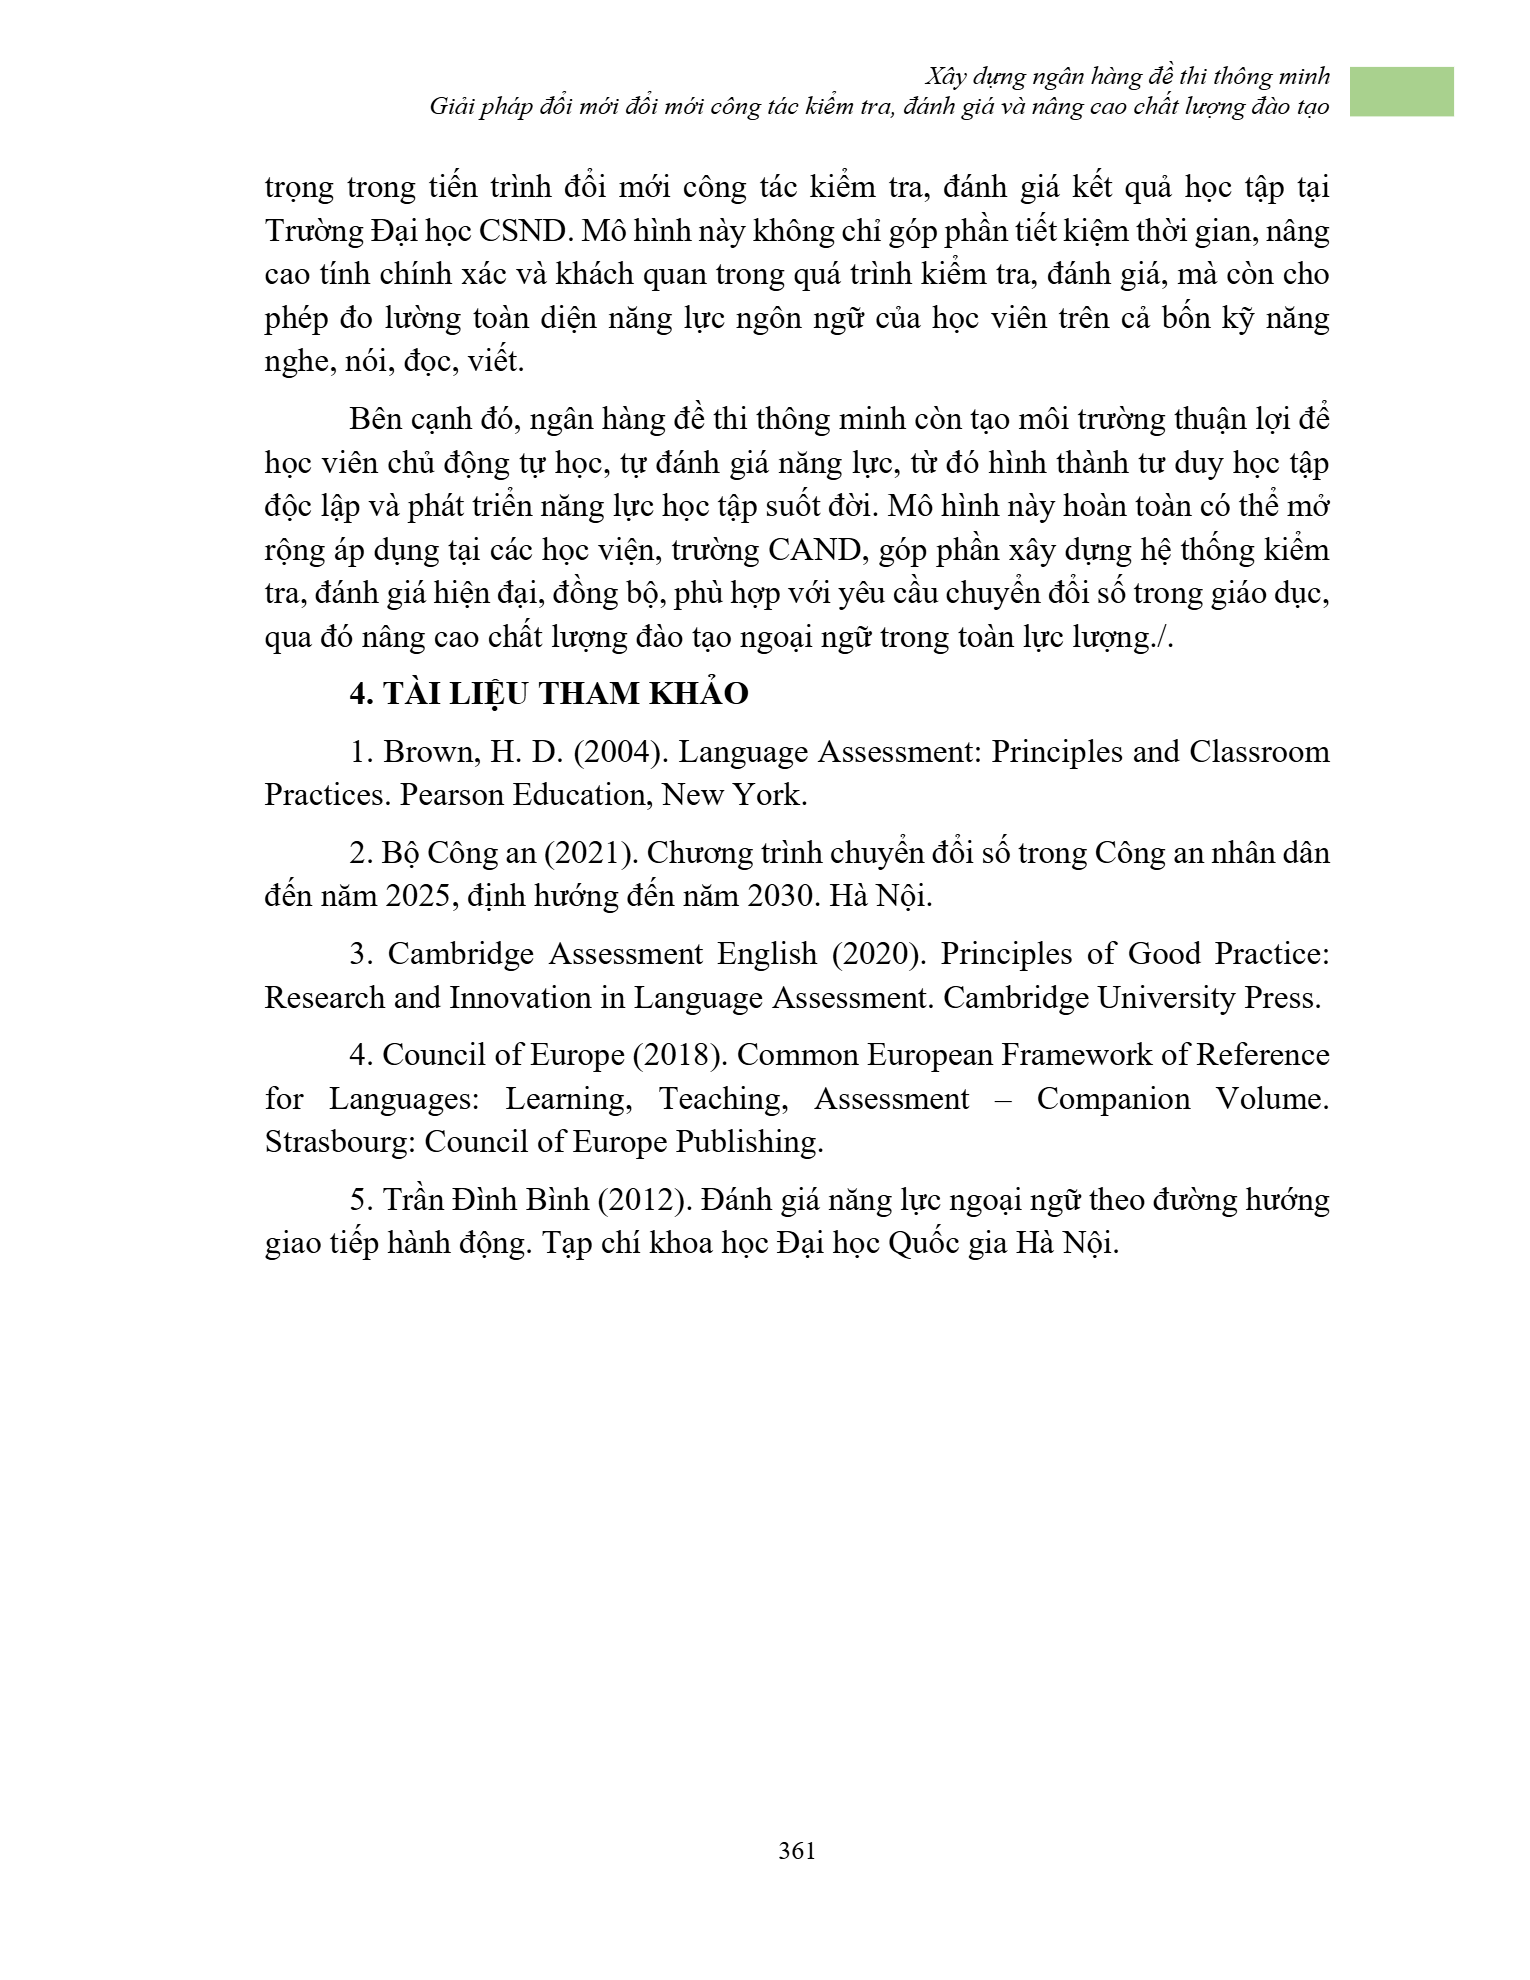 Xây dựng ngân hàng đề thi thông minh
Giải pháp đổi mới đổi mới công tác kiểm tra, đánh giá và nâng cao chất lượng đào tạo
trọng trong tiến trình đổi mới công tác kiểm tra, đánh giá kết quả học tập tại
Trường Đại học CSND. Mô hình này không chỉ góp phần tiết kiệm thời gian, nâng
cao tính chính xác và khách quan trong quá trình kiểm tra, đánh giá, mà còn cho
phép đo lường toàn diện năng lực ngôn ngữ của học viên trên cả bốn kỹ năng
nghe, nói, đọc, viết.
Bên cạnh đó, ngân hàng đề thi thông minh còn tạo môi trường thuận lợi để
học viên chủ động tự học, tự đánh giá năng lực, từ đó hình thành tư duy học tập
độc lập và phát triển năng lực học tập suốt đời. Mô hình này hoàn toàn có thể mở
rộng áp dụng tại các học viện, trường CAND, góp phần xây dựng hệ thống kiểm
tra, đánh giá hiện đại, đồng bộ, phù hợp với yêu cầu chuyển đổi số trong giáo dục,
qua đó nâng cao chất lượng đào tạo ngoại ngữ trong toàn lực lượng./.
4. TÀI LIỆU THAM KHẢO
1. Brown, H. D. (2004). Language Assessment: Principles and Classroom
Practices. Pearson Education, New York.
2. Bộ Công an (2021). Chương trình chuyển đổi số trong Công an nhân dân
đến năm 2025, định hướng đến năm 2030. Hà Nội.
3. Cambridge Assessment English (2020). Principles of Good Practice:
Research and Innovation in Language Assessment. Cambridge University Press.
4. Council of Europe (2018). Common European Framework of Reference
for Languages: Learning, Teaching, Assessment – Companion Volume.
Strasbourg: Council of Europe Publishing.
5. Trần Đình Bình (2012). Đánh giá năng lực ngoại ngữ theo đường hướng
giao tiếp hành động. Tạp chí khoa học Đại học Quốc gia Hà Nội.
361